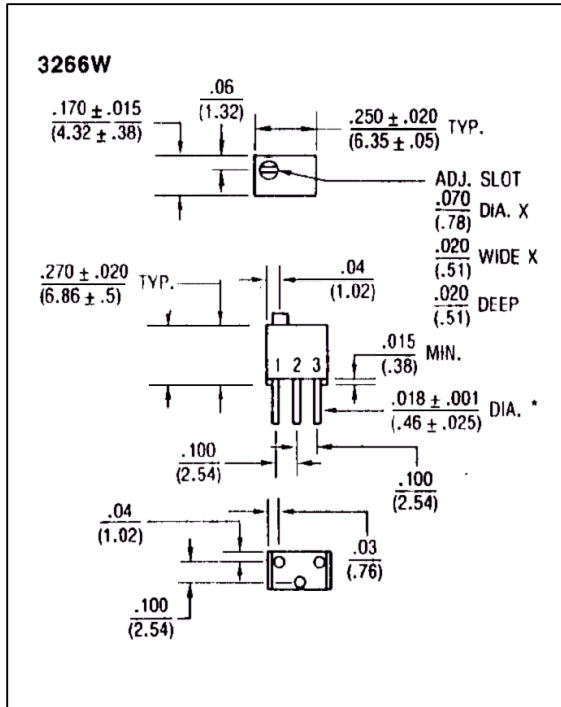 3266W
.06
(1.32)
.170 ± .015
(4.32 ± .38)
.250 ± .020 TYP.
(6.35 ± .05)
ADJ. SLOT
.070 DIA. X
(.78)
.020 WIDE X
(.51)
.020 DEEP
(.51)
.270 ± .020 TYP.
(6.86 ± .5)
.04
(1.02)
.015 MIN.
(.38)
1 2 3
.018 ± .001 DIA. *
(.46 ± .025)
.100
(2.54)
.100
(2.54)
.04
(1.02)
.03
(.76)
.100
(2.54)